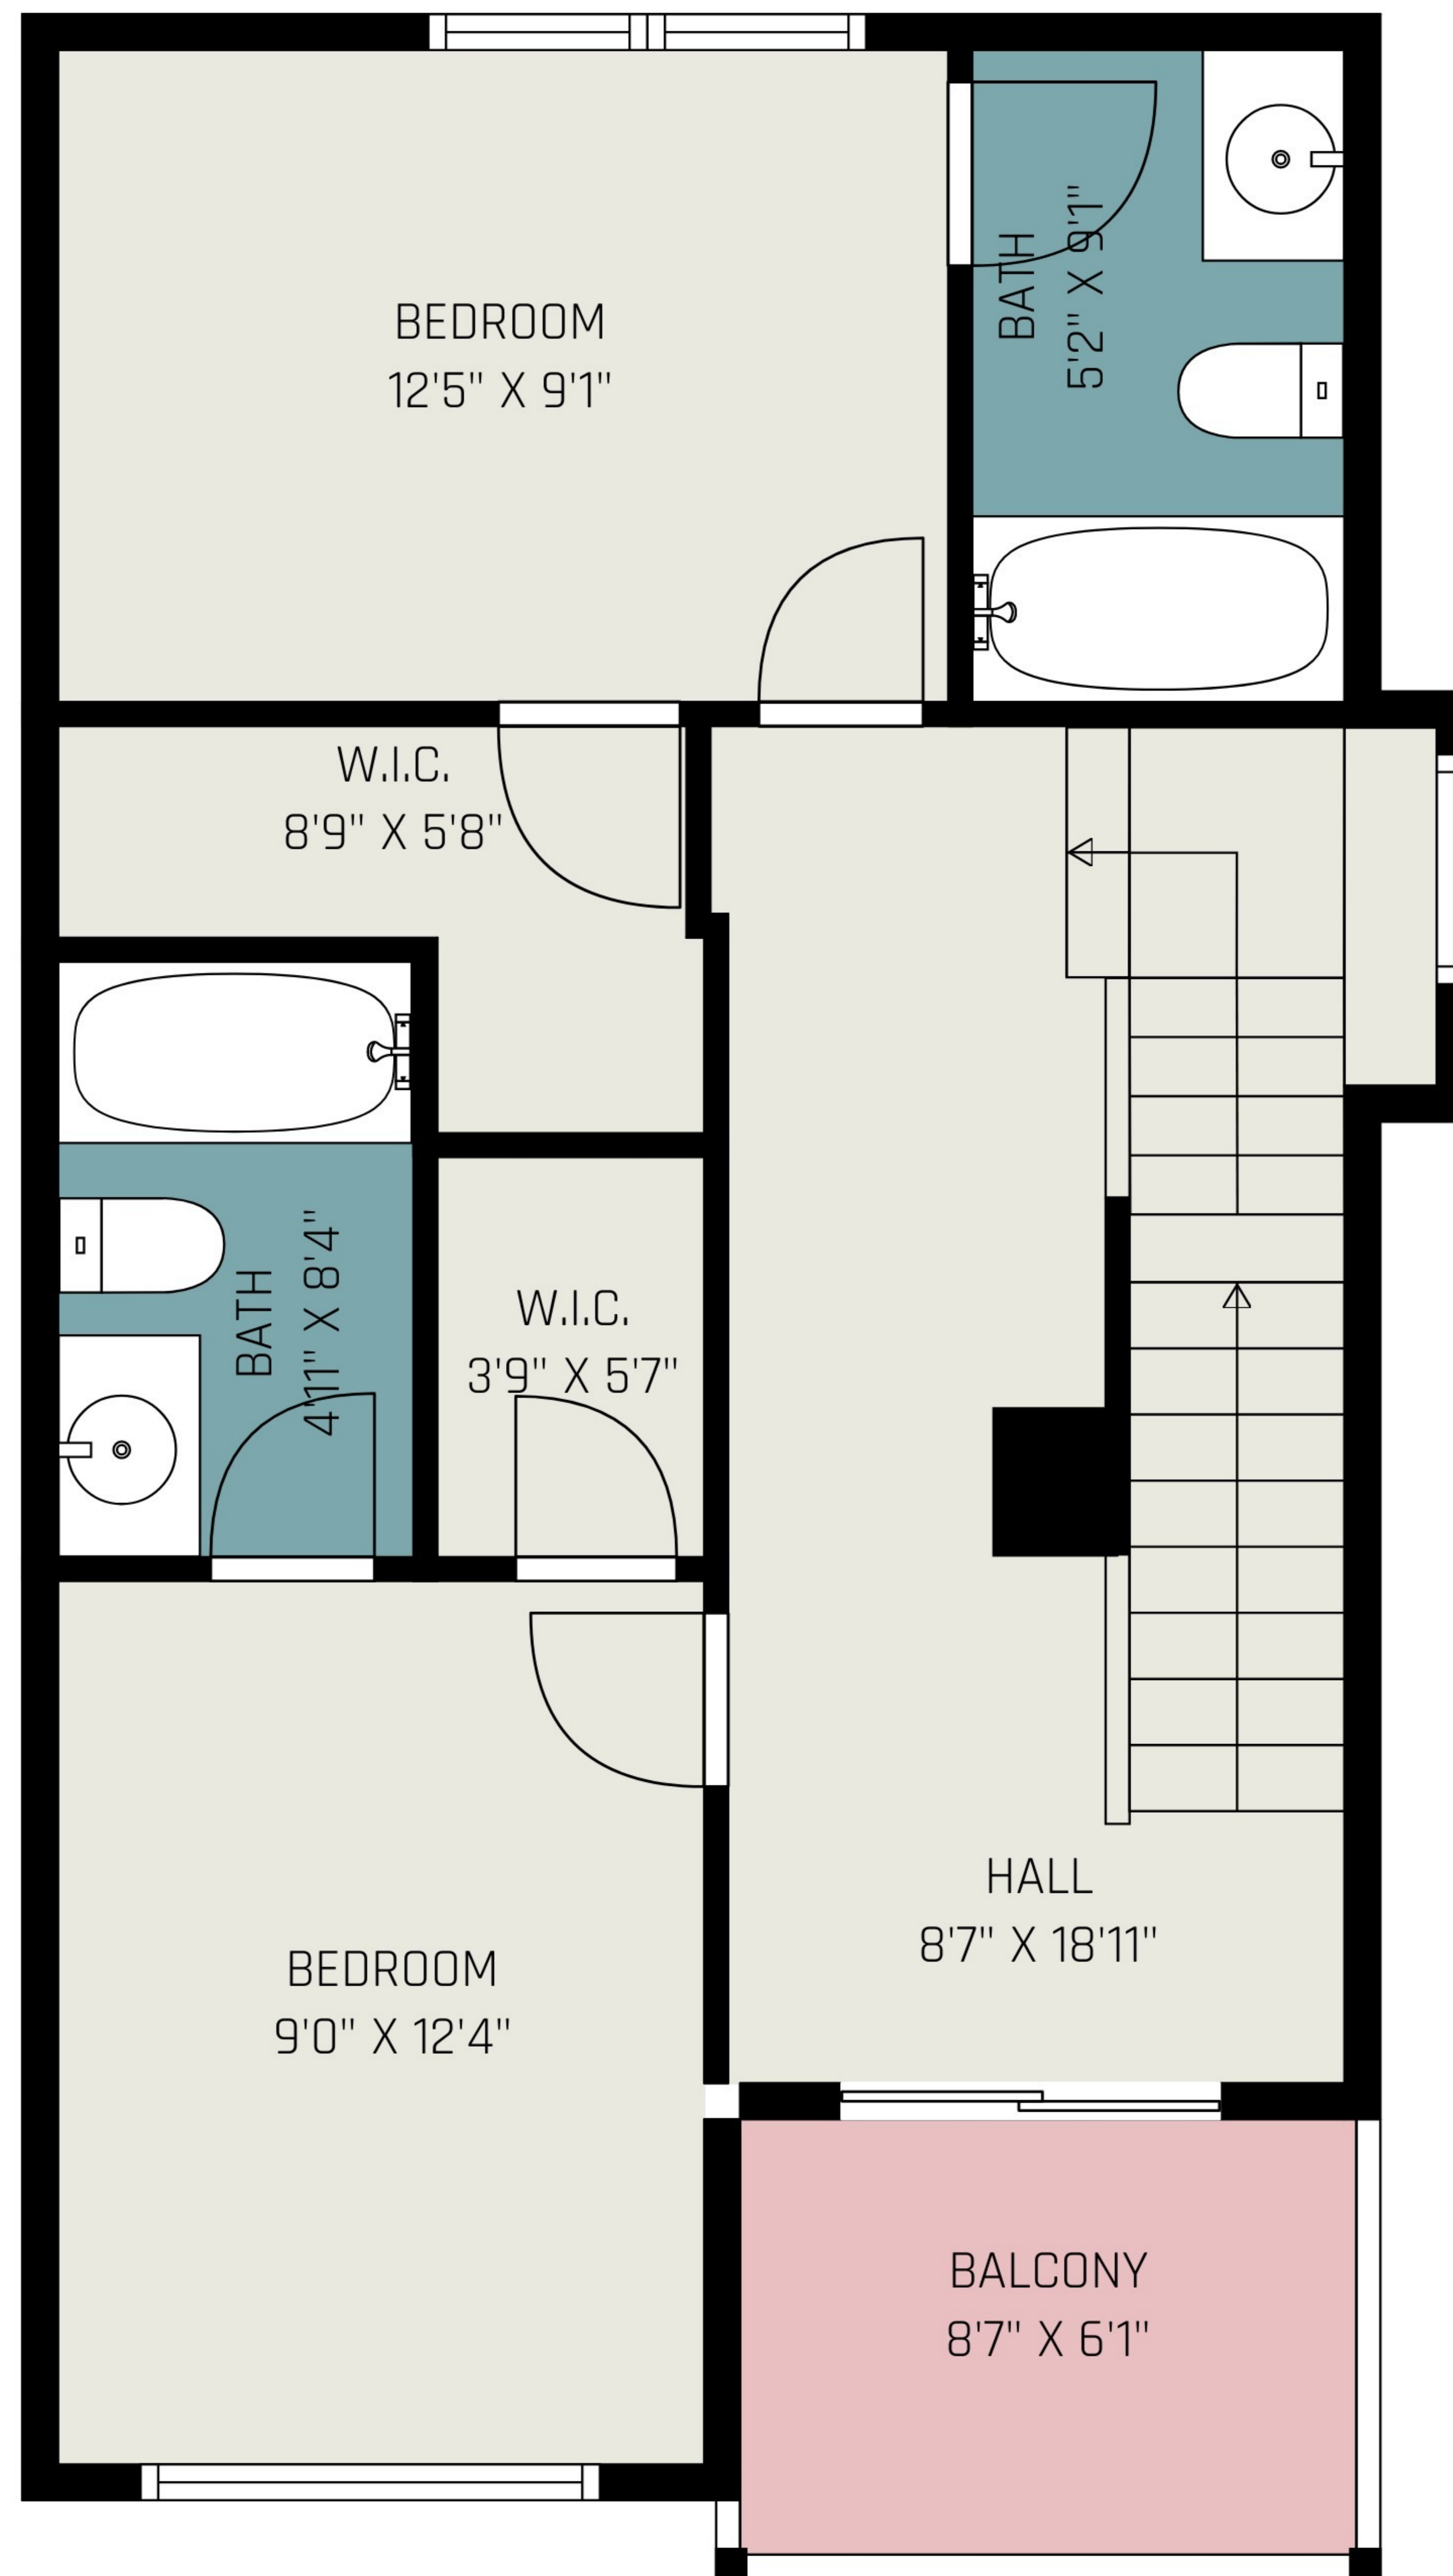 BEDROOM
12'5" X 9'1"
BATH
5'2" X 9'1"
W.I.C.
8'9" X 5'8"
BATH
4'11" X 8'4"
W.I.C.
3'9" X 5'7"
HALL
8'7" X 18'11"
BEDROOM
9'0" X 12'4"
BALCONY
8'7" X 6'1"